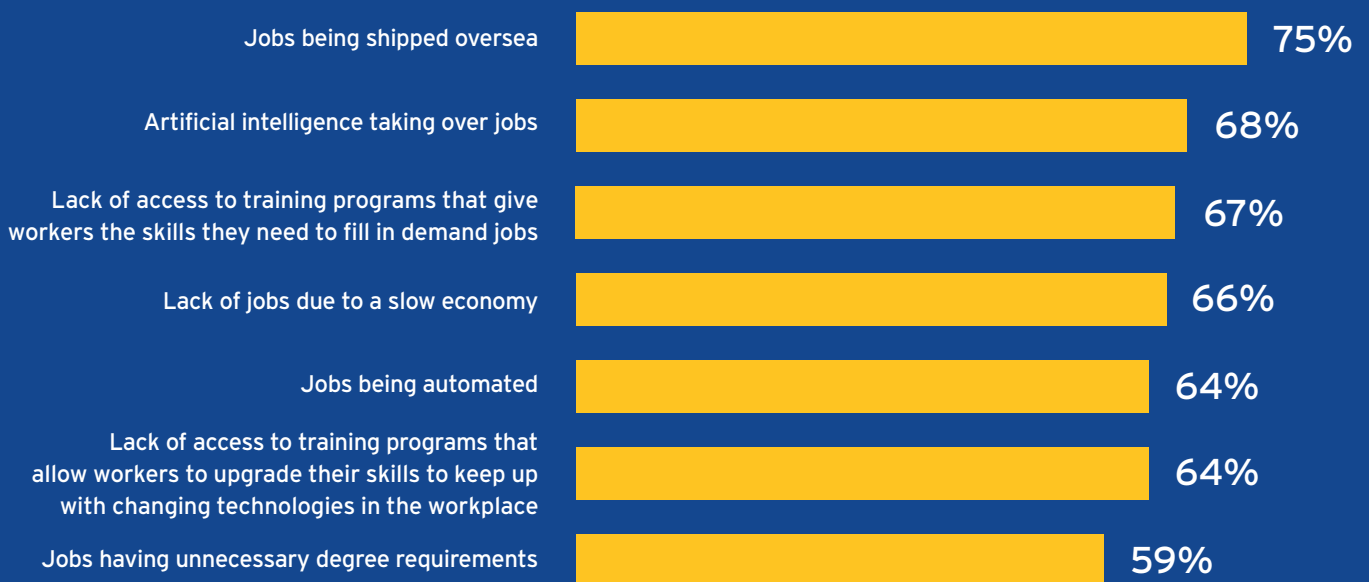 Jobs being shipped oversea
75%
Artificial intelligence taking over jobs
68%
Lack of access to training programs that give
workers the skills they need to fill in demand jobs
67%
Lack of jobs due to a slow economy
66%
Jobs being automated
64%
Lack of access to training programs that
allow workers to upgrade their skills to keep up
with changing technologies in the workplace
64%
Jobs having unnecessary degree requirements
59%